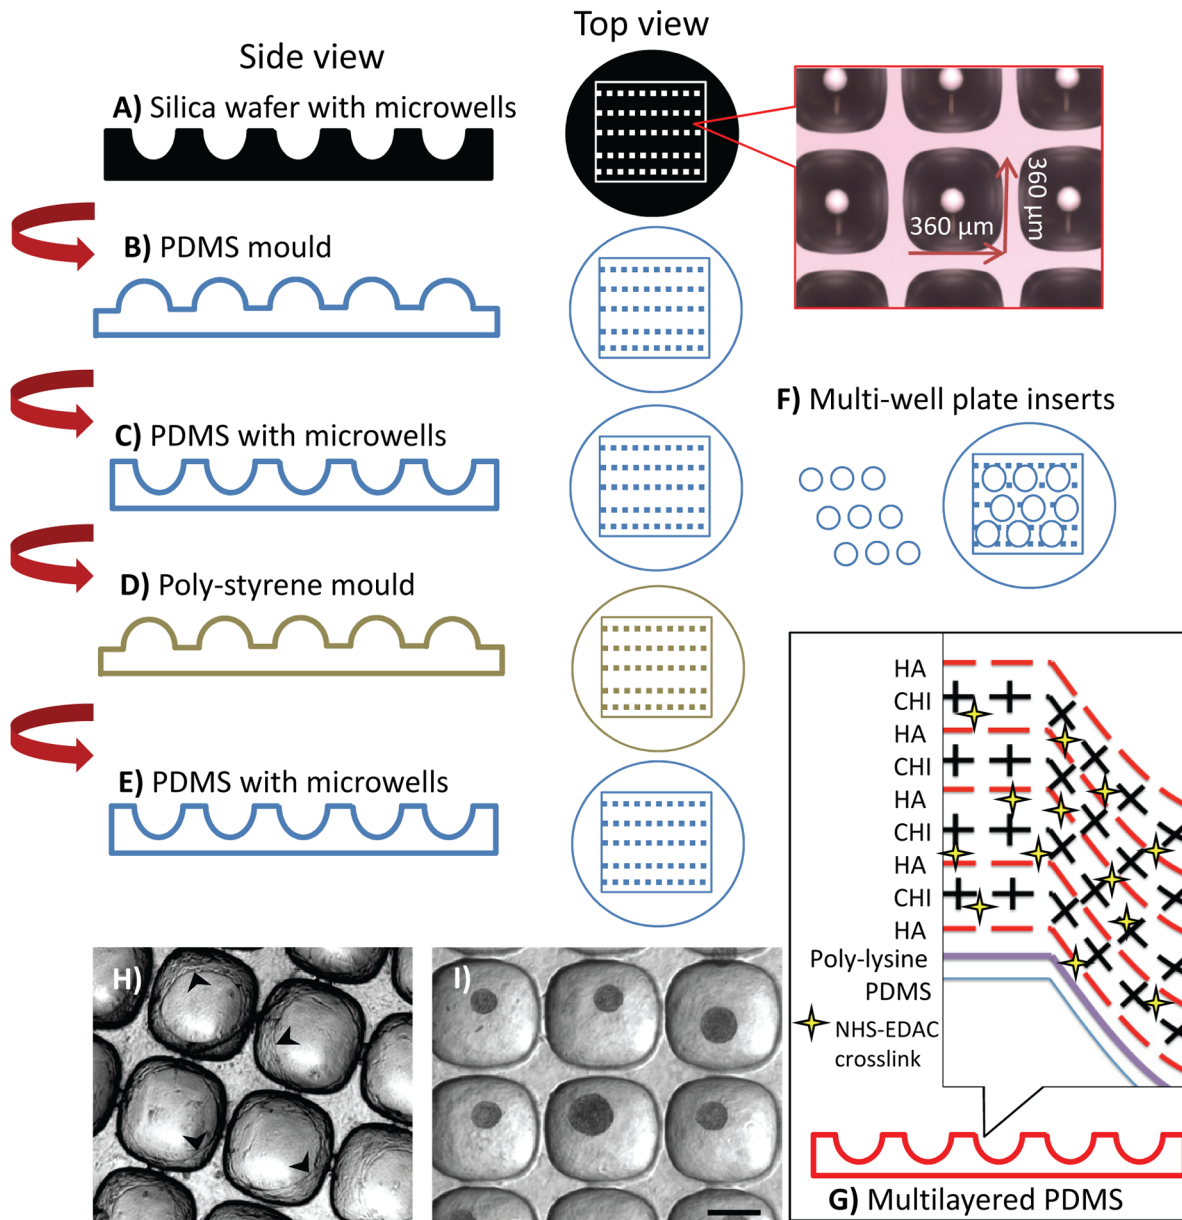 Side view
Top view
A) Silica wafer with microwells
360 µm
360 µm
B) PDMS mould
C) PDMS with microwells
F) Multi-well plate inserts
D) Poly-styrene mould
E) PDMS with microwells
HA
CHI
HA
CHI
HA
CHI
HA
CHI
HA
Poly-lysine
PDMS
NHS-EDAC
crosslink
G) Multilayered PDMS
H)
I)